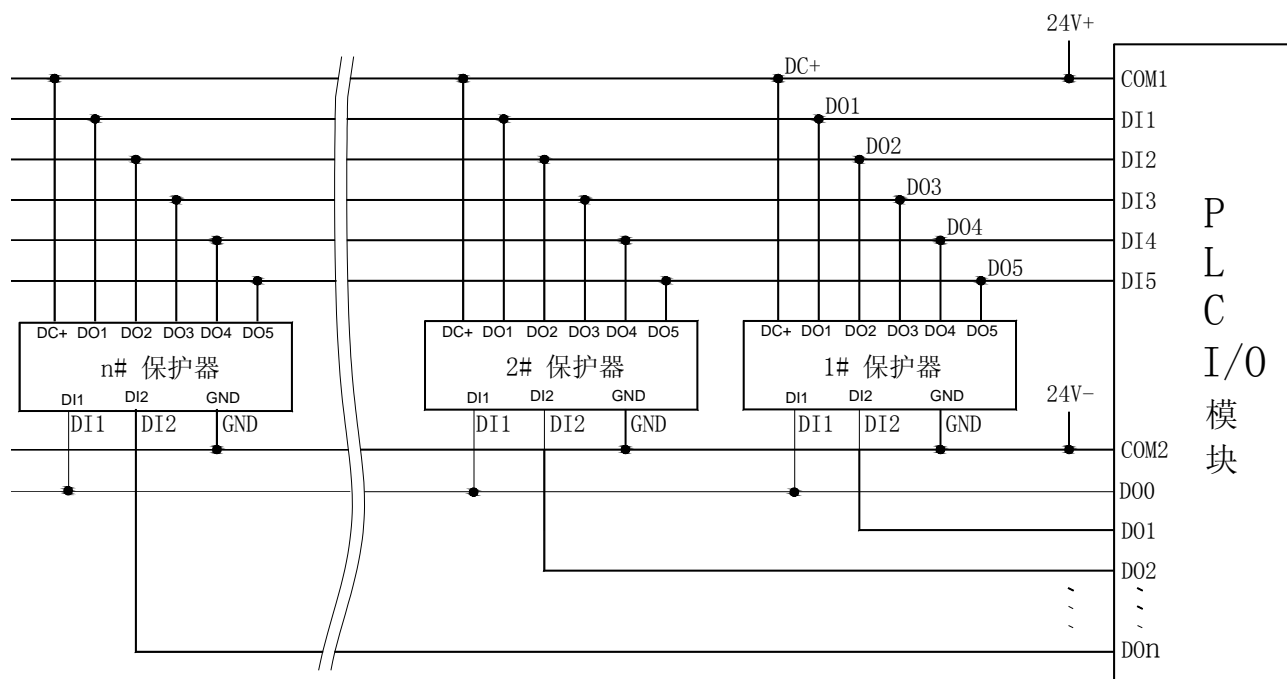 24V+
DC+
COM1
DO1
DI1
DO2
DI2
DO3
DI3
DO4
DI4
DO5
DI5
PLC I/O 模块
DC+ DO1 DO2 DO3 DO4 DO5
n# 保护器
DI1 DI2 GND
DC+ DO1 DO2 DO3 DO4 DO5
2# 保护器
DI1 DI2 GND
DC+ DO1 DO2 DO3 DO4 DO5
1# 保护器
DI1 DI2 GND
24V-
DI1 DI2 GND
DI1 DI2 GND
DI1 DI2 GND
COM2
DO0
DO1
DO2
DOn